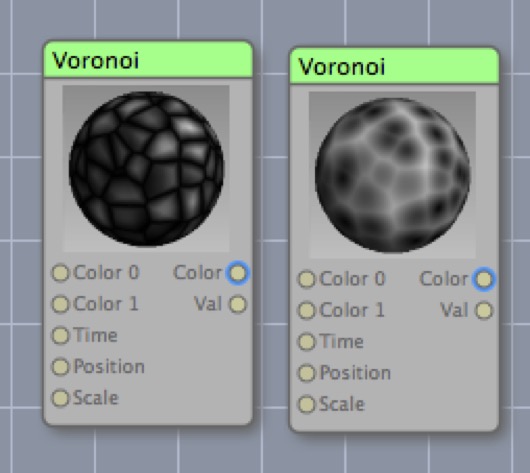 Voronoi
Color 0 Color
Color 1 Val
Time
Position
Scale
Voronoi
Color 0 Color
Color 1 Val
Time
Position
Scale